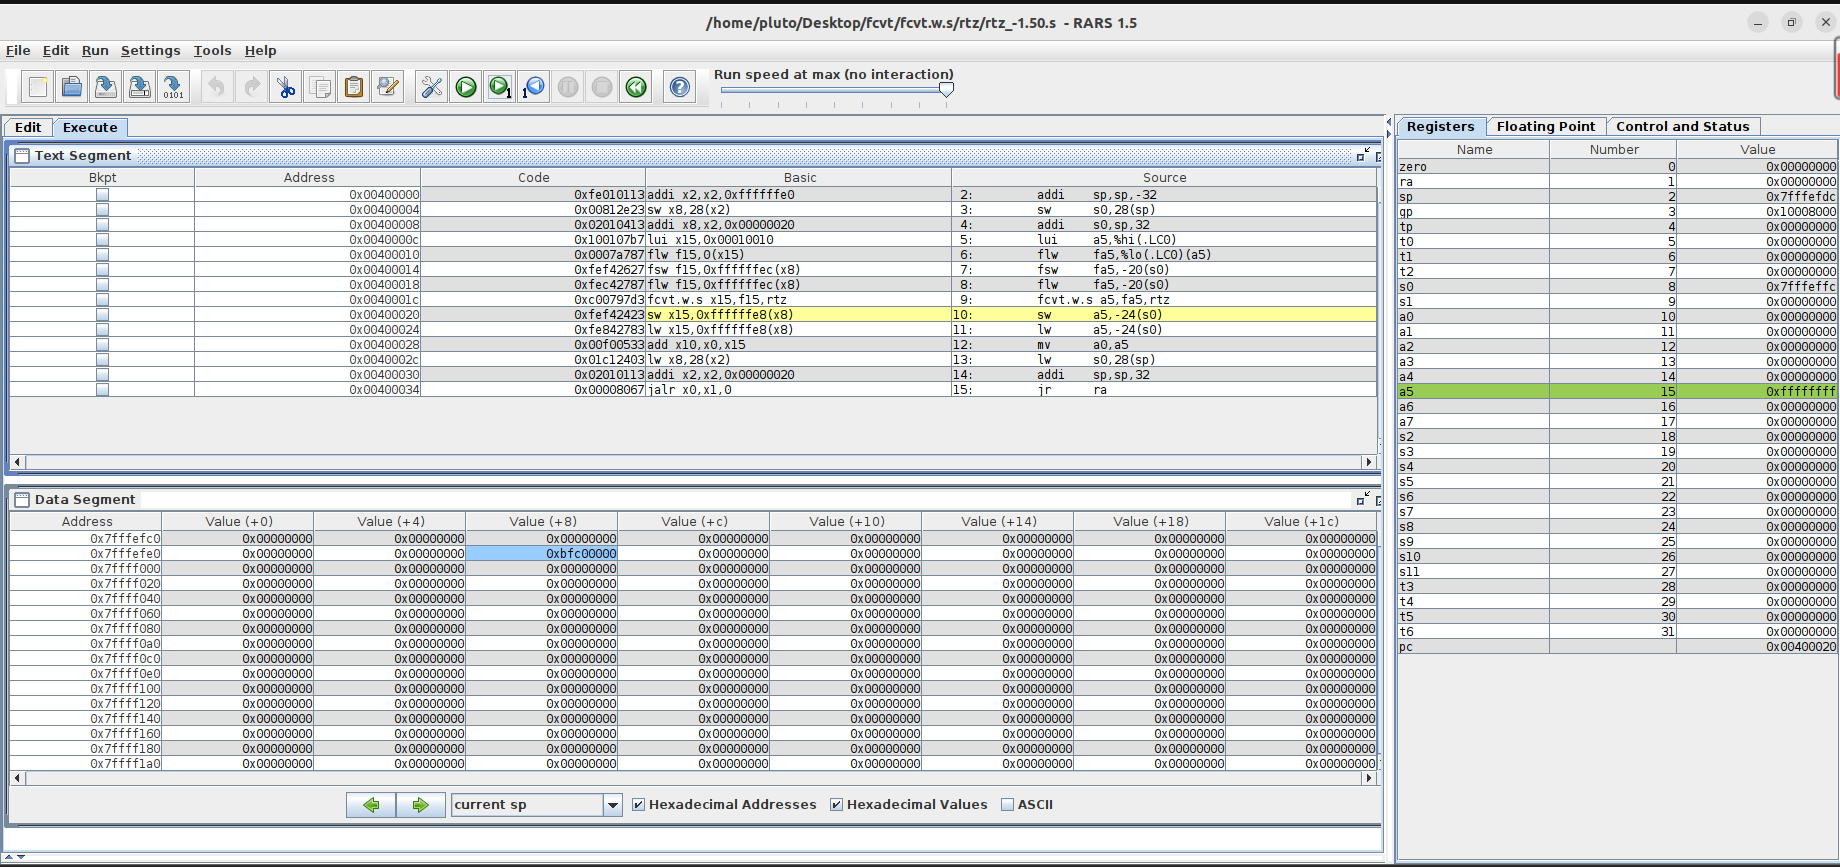 /home/pluto/Desktop/fcvt/fcvt.w.s/rtz/rtz_-1.50.s - RARS 1.5
File Edit Run Settings Tools Help
Run speed at max (no interaction)
0101 1 1
Edit Execute
Registers Floating Point Control and Status
Text Segment
Bkpt Address Code Basic Source
0x00400000 0xfe010113 addi x2,x2,0xffffffe0 2: addi sp,sp,-32
0x00400004 0x00812e23 sw x8,28(x2) 3: sw s0,28(sp)
0x00400008 0x02010413 addi x8,x2,0x00000020 4: addi s0,sp,32
0x0040000c 0x100107b7 lui x15,0x00010010 5: lui a5,%hi(.LC0)
0x00400010 0x0007a787 flw f15,0(x15) 6: flw fa5,%lo(.LC0)(a5)
0x00400014 0xfef42627 fsw f15,0xffffffec(x8) 7: fsw fa5,-20(s0)
0x00400018 0xfec42787 flw f15,0xffffffec(x8) 8: flw fa5,-20(s0)
0x0040001c 0xc00797d3 fcvt.w.s x15,f15,rtz 9: fcvt.w.s a5,fa5,rtz
0x00400020 0xfef42423 sw x15,0xffffffe8(x8) 10: sw a5,-24(s0)
0x00400024 0xfe842783 lw x15,0xffffffe8(x8) 11: lw a5,-24(s0)
0x00400028 0x00f00533 add x10,x0,x15 12: mv a0,a5
0x0040002c 0x01c12403 lw x8,28(x2) 13: lw s0,28(sp)
0x00400030 0x02010113 addi x2,x2,0x00000020 14: addi sp,sp,32
0x00400034 0x00008067 jalr x0,x1,0 15: jr ra
Data Segment
Address Value (+0) Value (+4) Value (+8) Value (+c) Value (+10) Value (+14) Value (+18) Value (+1c)
0x7fffefc0 0x00000000 0x00000000 0x00000000 0x00000000 0x00000000 0x00000000 0x00000000 0x00000000
0x7fffefe0 0x00000000 0x00000000 0xbfc00000 0x00000000 0x00000000 0x00000000 0x00000000 0x00000000
0x7ffff000 0x00000000 0x00000000 0x00000000 0x00000000 0x00000000 0x00000000 0x00000000 0x00000000
0x7ffff020 0x00000000 0x00000000 0x00000000 0x00000000 0x00000000 0x00000000 0x00000000 0x00000000
0x7ffff040 0x00000000 0x00000000 0x00000000 0x00000000 0x00000000 0x00000000 0x00000000 0x00000000
0x7ffff060 0x00000000 0x00000000 0x00000000 0x00000000 0x00000000 0x00000000 0x00000000 0x00000000
0x7ffff080 0x00000000 0x00000000 0x00000000 0x00000000 0x00000000 0x00000000 0x00000000 0x00000000
0x7ffff0a0 0x00000000 0x00000000 0x00000000 0x00000000 0x00000000 0x00000000 0x00000000 0x00000000
0x7ffff0c0 0x00000000 0x00000000 0x00000000 0x00000000 0x00000000 0x00000000 0x00000000 0x00000000
0x7ffff0e0 0x00000000 0x00000000 0x00000000 0x00000000 0x00000000 0x00000000 0x00000000 0x00000000
0x7ffff100 0x00000000 0x00000000 0x00000000 0x00000000 0x00000000 0x00000000 0x00000000 0x00000000
0x7ffff120 0x00000000 0x00000000 0x00000000 0x00000000 0x00000000 0x00000000 0x00000000 0x00000000
0x7ffff140 0x00000000 0x00000000 0x00000000 0x00000000 0x00000000 0x00000000 0x00000000 0x00000000
0x7ffff160 0x00000000 0x00000000 0x00000000 0x00000000 0x00000000 0x00000000 0x00000000 0x00000000
0x7ffff180 0x00000000 0x00000000 0x00000000 0x00000000 0x00000000 0x00000000 0x00000000 0x00000000
0x7ffff1a0 0x00000000 0x00000000 0x00000000 0x00000000 0x00000000 0x00000000 0x00000000 0x00000000
current sp Hexadecimal Addresses Hexadecimal Values ASCII
Name Number Value
zero 0 0x00000000
ra 1 0x00000000
sp 2 0x7fffefdc
gp 3 0x10008000
tp 4 0x00000000
t0 5 0x00000000
t1 6 0x00000000
t2 7 0x00000000
s0 8 0x7fffeffc
s1 9 0x00000000
a0 10 0x00000000
a1 11 0x00000000
a2 12 0x00000000
a3 13 0x00000000
a4 14 0x00000000
a5 15 0xffffffff
a6 16 0x00000000
a7 17 0x00000000
s2 18 0x00000000
s3 19 0x00000000
s4 20 0x00000000
s5 21 0x00000000
s6 22 0x00000000
s7 23 0x00000000
s8 24 0x00000000
s9 25 0x00000000
s10 26 0x00000000
s11 27 0x00000000
t3 28 0x00000000
t4 29 0x00000000
t5 30 0x00000000
t6 31 0x00000000
pc 0x00400020